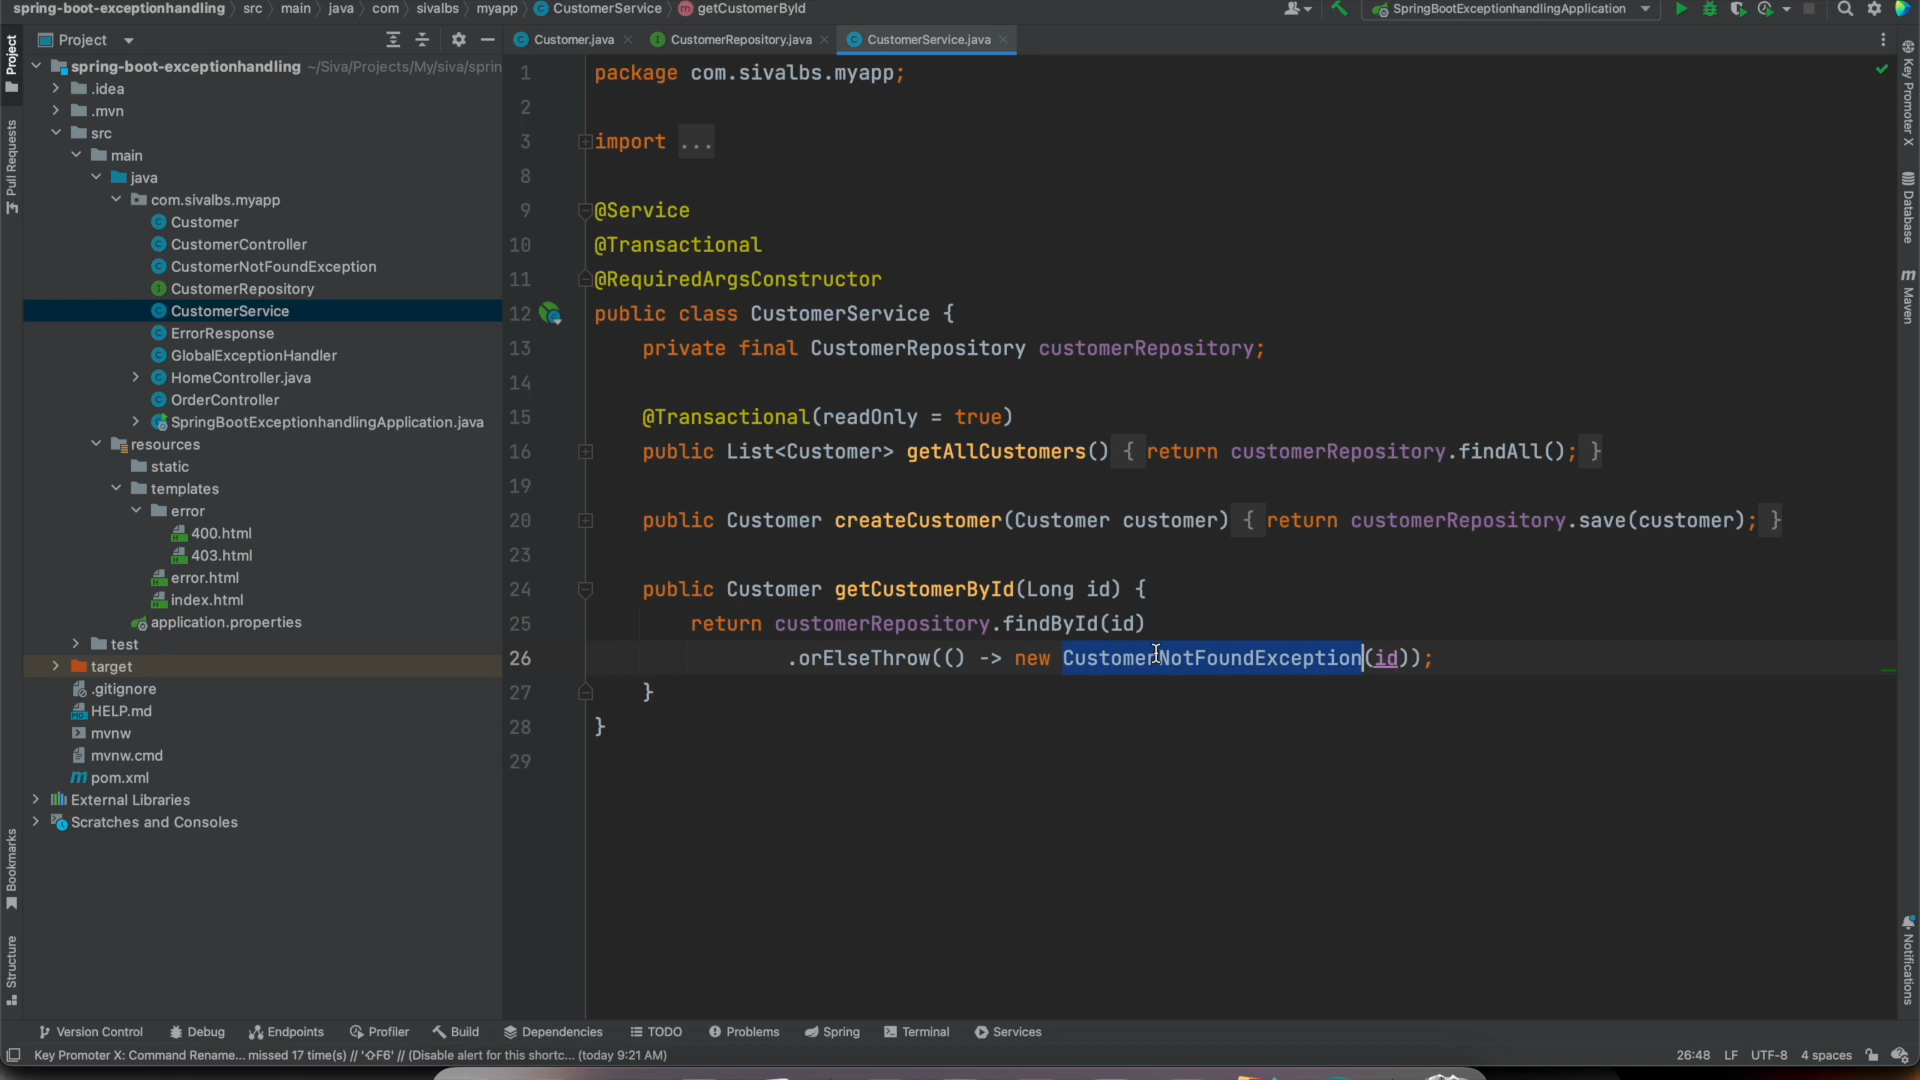 spring-boot-exceptionhandling
src
main
java
com
sivalbs
myapp
CustomerService
getCustomerById
SpringBootExceptionhandlingApplication
Project
Customer.java
CustomerRepository.java
CustomerService.java
Project
Pull Requests
Bookmarks
Structure
spring-boot-exceptionhandling ~/Siva/Projects/My/siva/sprin
.idea
.mvn
src
main
java
com.sivalbs.myapp
Customer
CustomerController
CustomerNotFoundException
CustomerRepository
CustomerService
ErrorResponse
GlobalExceptionHandler
HomeController.java
OrderController
SpringBootExceptionhandlingApplication.java
resources
static
templates
error
400.html
403.html
error.html
index.html
application.properties
test
target
.gitignore
HELP.md
mvnw
mvnw.cmd
pom.xml
External Libraries
Scratches and Consoles
1 package com.sivalbs.myapp;
2
3 import ...
8
9 @Service
10 @Transactional
11 @RequiredArgsConstructor
12 public class CustomerService {
13 private final CustomerRepository customerRepository;
14
15 @Transactional(readOnly = true)
16 public List<Customer> getAllCustomers() { return customerRepository.findAll(); }
19
20 public Customer createCustomer(Customer customer) { return customerRepository.save(customer); }
23
24 public Customer getCustomerById(Long id) {
25 return customerRepository.findById(id)
26 .orElseThrow(() -> new CustomerNotFoundException(id));
27 }
28 }
29
Key Promoter X
Database
Maven
Notifications
Version Control
Debug
Endpoints
Profiler
Build
Dependencies
TODO
Problems
Spring
Terminal
Services
Key Promoter X: Command Rename... missed 17 time(s) // '⇧F6' // (Disable alert for this shortc... (today 9:21 AM)
26:48 LF UTF-8 4 spaces